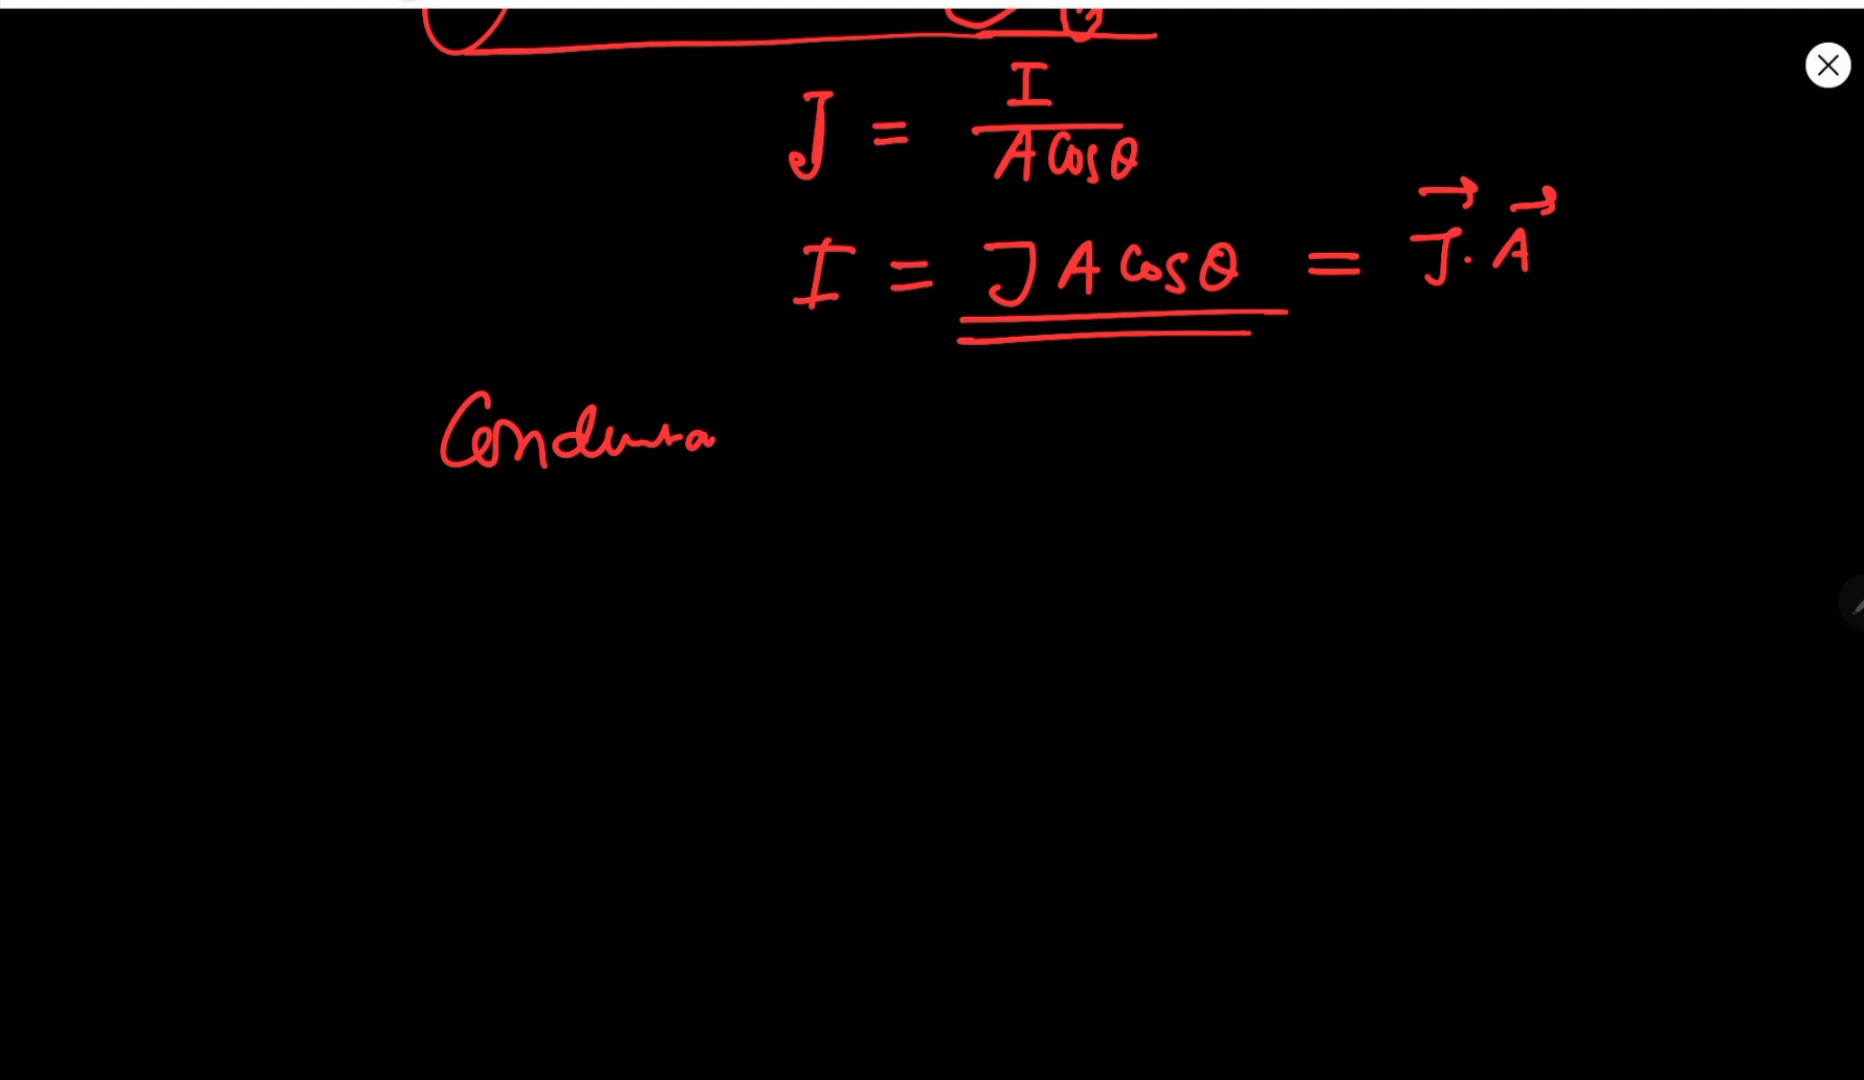 J = I / A Cosθ
I = J A Cosθ = J⃗ . A⃗